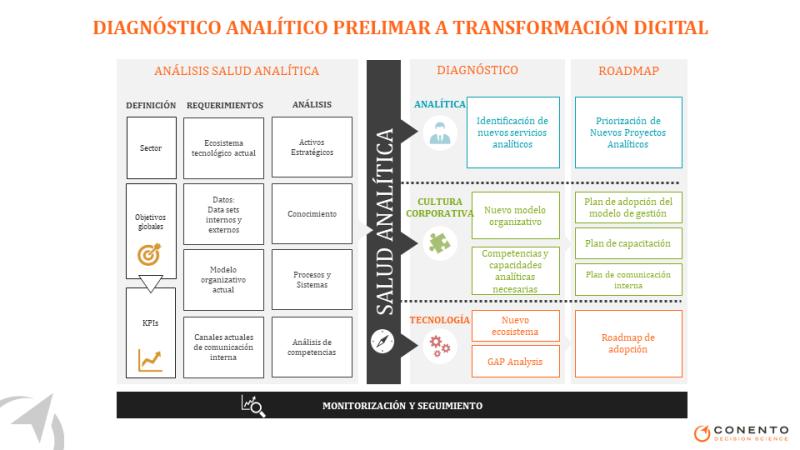 DIAGNÓSTICO ANALÍTICO PRELIMAR A TRANSFORMACIÓN DIGITAL
ANÁLISIS SALUD ANALÍTICA
DEFINICIÓN
REQUERIMIENTOS
ANÁLISIS
Sector
Objetivos
globales
KPIs
Ecosistema
tecnológico actual
Datos:
Data sets
internos y
externos
Modelo
organizativo
actual
Canales actuales
de comunicación
interna
Activos
Estratégicos
Conocimiento
Procesos y
Sistemas
Análisis de
competencias
SALUD ANALÍTICA
DIAGNÓSTICO
ROADMAP
ANALÍTICA
Identificación de
nuevos servicios
analíticos
Priorización de
Nuevos Proyectos
Analíticos
CULTURA
CORPORATIVA
Nuevo modelo
organizativo
Competencias y
capacidades
analíticas
necesarias
Plan de adopción del
modelo de gestión
Plan de capacitación
Plan de comunicación
interna
TECNOLOGÍA
Nuevo
ecosistema
GAP Analysis
Roadmap de
adopción
MONITORIZACIÓN Y SEGUIMIENTO
CONENTO
DECISION SCIENCE